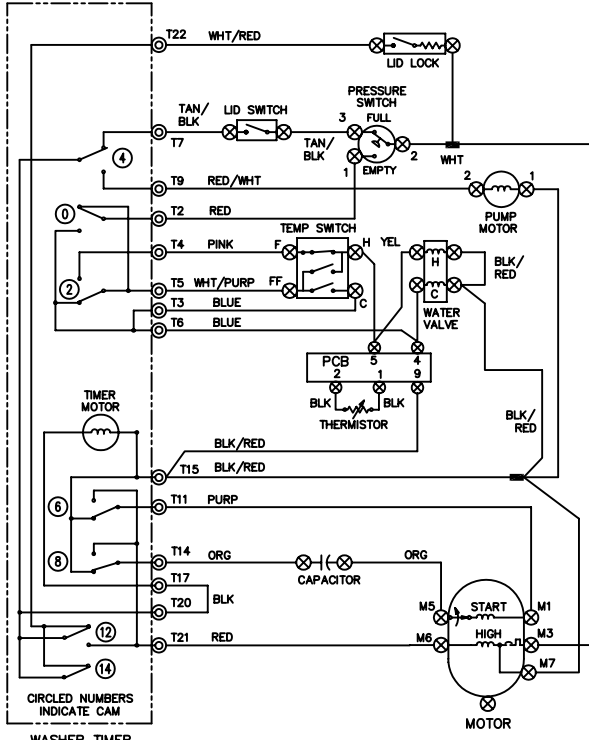 T22 WHT/RED
LID LOCK
PRESSURE
SWITCH
FULL
TAN/
BLK
LID SWITCH
3
T7
4
TAN/
BLK
2
WHT
1
EMPTY
T9 RED/WHT
2 1
PUMP
MOTOR
0
T2 RED
TEMP SWITCH
T4 PINK F H YEL
H
BLK/
RED
2
T5 WHT/PURP FF
T3 BLUE C
C
WATER
VALVE
T6 BLUE
PCB 5 4
2 1 9
BLK BLK
THERMISTOR
TIMER
MOTOR
BLK/
RED
BLK/RED
T15 BLK/RED
6
T11 PURP
8
T14 ORG ORG
CAPACITOR
T17
BLK
T20
M5 START M1
12
T21 RED M6 HIGH M3
14
M7
CIRCLED NUMBERS
INDICATE CAM
MOTOR
WASHER TIMER